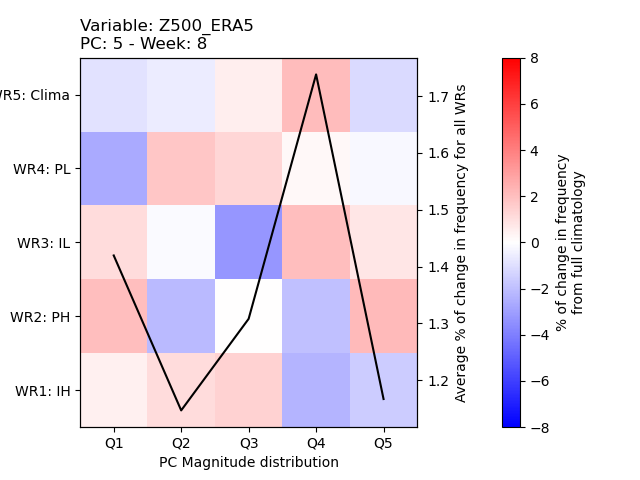 Variable: Z500_ERA5
PC: 5 - Week: 8
WR5: Clima
WR4: PL
WR3: IL
WR2: PH
WR1: IH
Q1 Q2 Q3 Q4 Q5
PC Magnitude distribution
1.7
1.6
1.5
1.4
1.3
1.2
Average % of change in frequency for all WRs
8
6
4
2
0
−2
−4
−6
−8
% of change in frequency
from full climatology